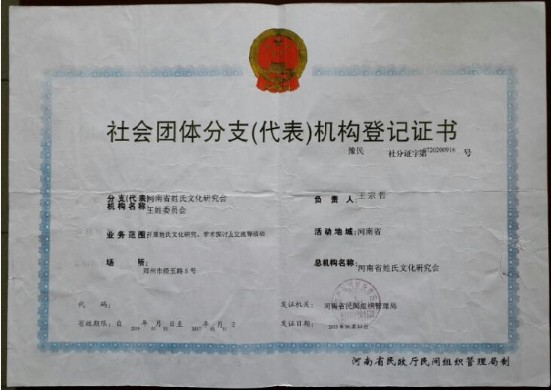 社会团体分支(代表)机构登记证书
豫民 社分证字第 号
分支(代表)机构名称 河南省姓氏文化研究会
王姓委员会
负责人 王宗哲
业务范围 开展姓氏文化研究、学术探讨及交流等活动
活动地域: 河南省
场所: 郑州市经五路8号
总机构名称: 河南省姓氏文化研究会
代码:
发证机关: 河南省民间组织管理局
有效期限: 自 年 月 日至 年 月 日
发证日期:
河南省民政厅民间组织管理局制